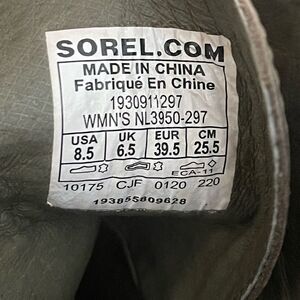 SOREL.COM
MADE IN CHINA
Fabriqué En Chine
1930911297
WMN'S NL3950-297
USA UK EUR CM
8.5 6.5 39.5 25.5
ECA-11
10175 CJF 0120 220
193855809628